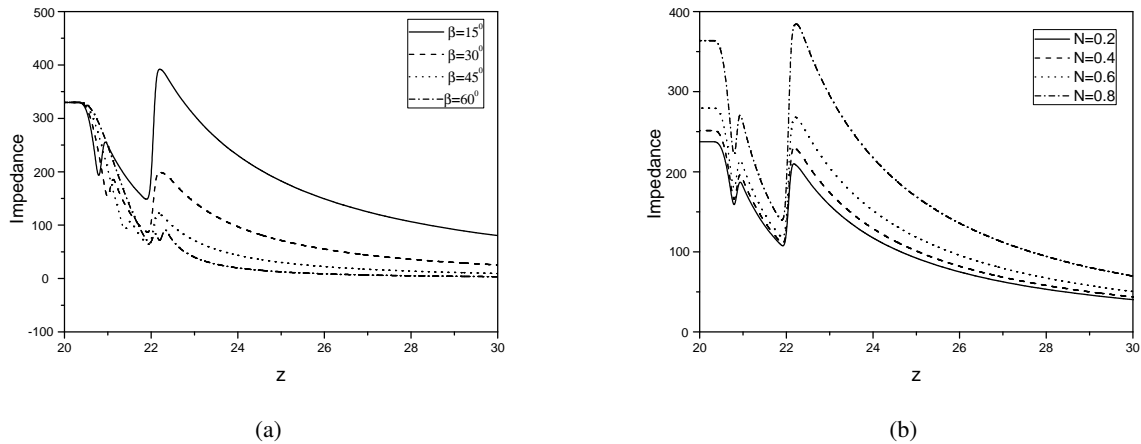 500
400
300
200
100
0
-100
Impedance
20 22 24 26 28 30
z
β=15⁰
β=30⁰
β=45⁰
β=60⁰
(a)
400
300
200
100
0
Impedance
20 22 24 26 28 30
z
N=0.2
N=0.4
N=0.6
N=0.8
(b)